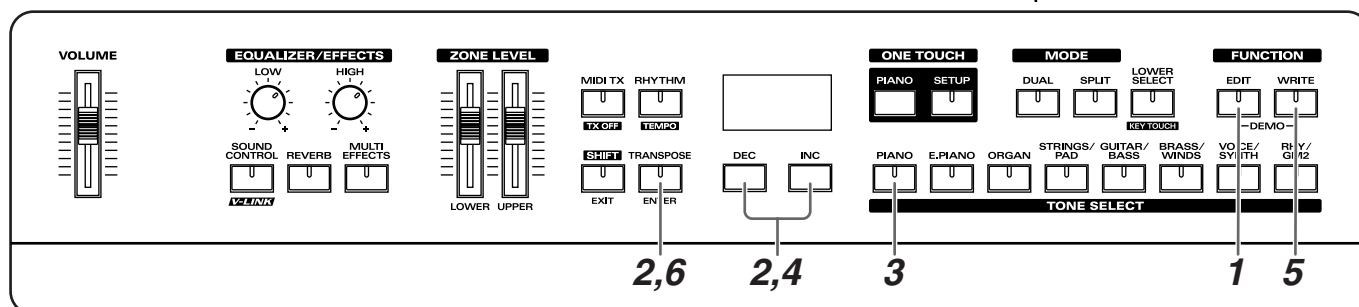 VOLUME
EQUALIZER/EFFECTS
LOW HIGH
- + - +
SOUND CONTROL
REVERB
MULTI EFFECTS
V-LINK
ZONE LEVEL
LOWER UPPER
MIDI TX RHYTHM
TX OFF TEMPO
SHIFT TRANSPOSE
EXIT ENTER
DEC INC
ONE TOUCH
PIANO SETUP
MODE
DUAL SPLIT
LOWER SELECT
KEY TOUCH
FUNCTION
EDIT WRITE
DEMO
PIANO E.PIANO ORGAN
STRINGS/PAD
GUITAR/BASS
BRASS/WINDS
VOICE/SYNTH
RHY/GM2
TONE SELECT
2,6 2,4 3 1 5